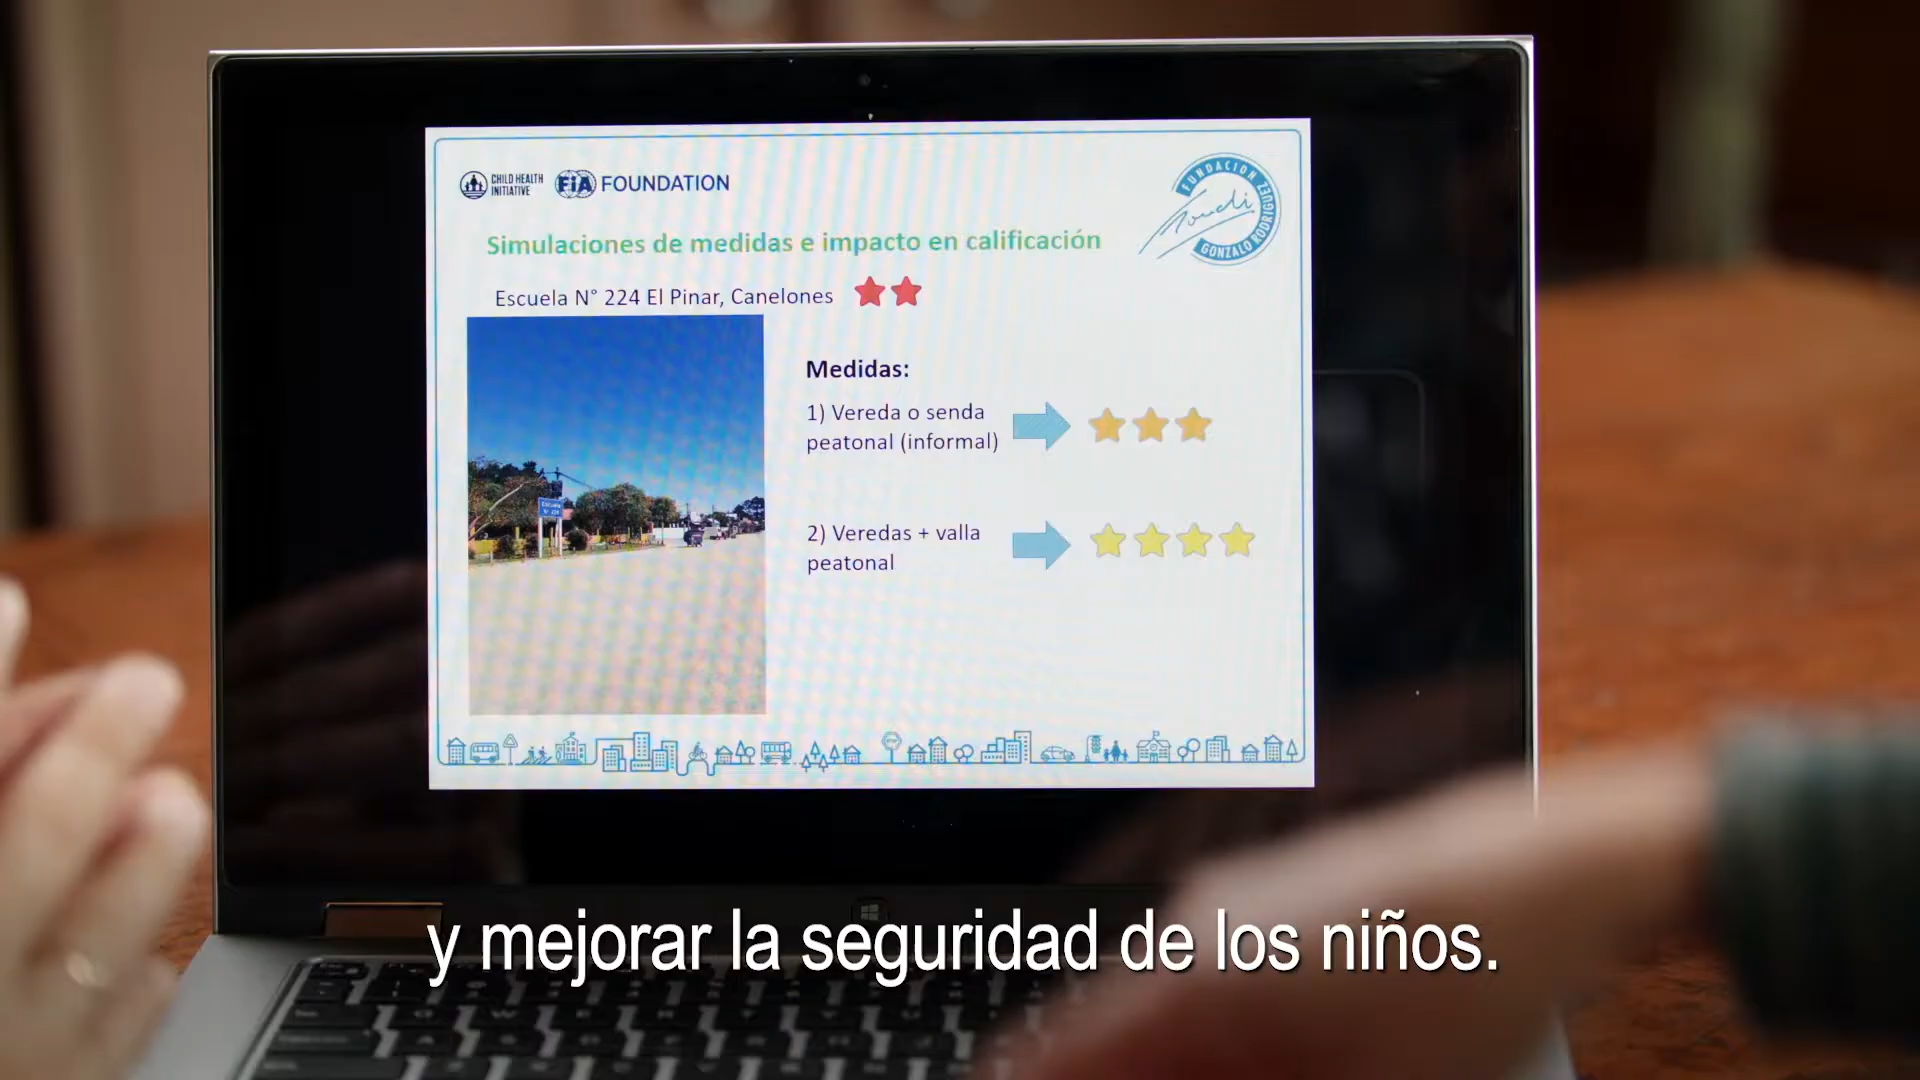 CHILD HEALTH
INITIATIVE
FiA FOUNDATION
FUNDACION
GONZALO RODRIGUEZ
Simulaciones de medidas e impacto en calificación
Escuela N° 224 El Pinar, Canelones
Medidas:
1) Vereda o senda
peatonal (informal)
2) Veredas + valla
peatonal
y mejorar la seguridad de los niños.